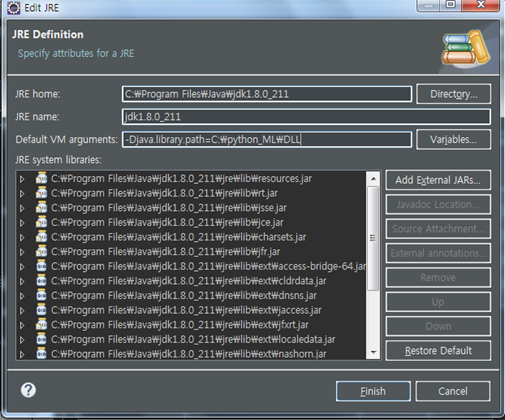 Edit JRE
JRE Definition
Specify attributes for a JRE
JRE home:
C:₩Program Files₩Java₩jdk1.8.0_211
Directory...
JRE name:
jdk1.8.0_211
Default VM arguments:
-Djava.library.path=C:₩python_ML₩DLL
Variables...
JRE system libraries:
C:₩Program Files₩Java₩jdk1.8.0_211₩jre₩lib₩resources.jar
C:₩Program Files₩Java₩jdk1.8.0_211₩jre₩lib₩rt.jar
C:₩Program Files₩Java₩jdk1.8.0_211₩jre₩lib₩jsse.jar
C:₩Program Files₩Java₩jdk1.8.0_211₩jre₩lib₩jce.jar
C:₩Program Files₩Java₩jdk1.8.0_211₩jre₩lib₩charsets.jar
C:₩Program Files₩Java₩jdk1.8.0_211₩jre₩lib₩jfr.jar
C:₩Program Files₩Java₩jdk1.8.0_211₩jre₩lib₩ext₩access-bridge-64.jar
C:₩Program Files₩Java₩jdk1.8.0_211₩jre₩lib₩ext₩cldrdata.jar
C:₩Program Files₩Java₩jdk1.8.0_211₩jre₩lib₩ext₩dnsns.jar
C:₩Program Files₩Java₩jdk1.8.0_211₩jre₩lib₩ext₩jaccess.jar
C:₩Program Files₩Java₩jdk1.8.0_211₩jre₩lib₩ext₩jfxrt.jar
C:₩Program Files₩Java₩jdk1.8.0_211₩jre₩lib₩ext₩localedata.jar
C:₩Program Files₩Java₩jdk1.8.0_211₩jre₩lib₩ext₩nashorn.jar
Add External JARs...
Javadoc Location...
Source Attachment...
External annotations...
Remove
Up
Down
Restore Default
?
Finish
Cancel